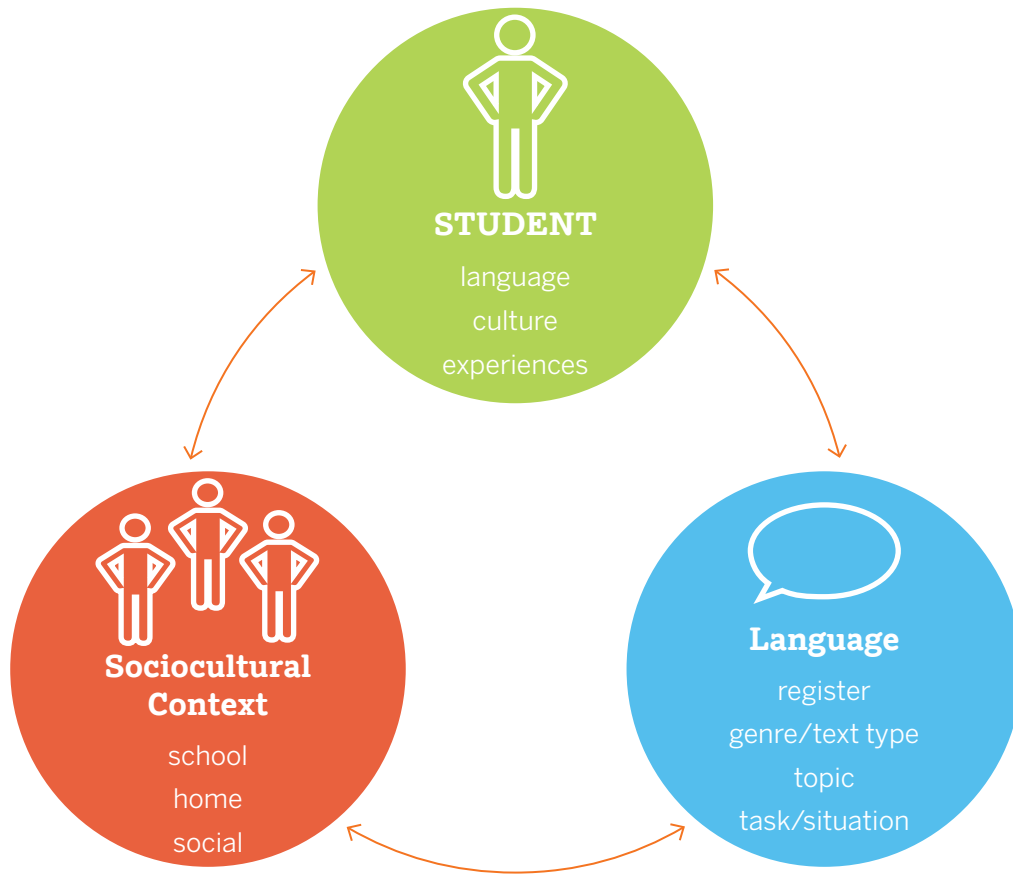 STUDENT
language
culture
experiences
Sociocultural
Context
school
home
social
Language
register
genre/text type
topic
task/situation